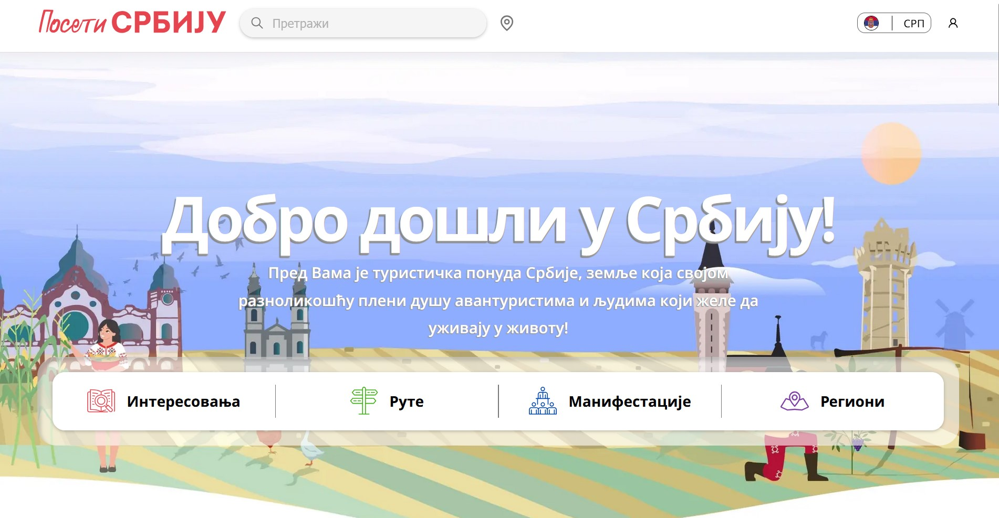 Посети СРБИЈУ
Претражи
СРП
Добро дошли у Србију!
Пред Вама је туристичка понуда Србије, земље која својом
разноликошћу плени душу авантуристима и људима који желе да
уживају у животу!
Интересовања
Руте
Манифестације
Региони